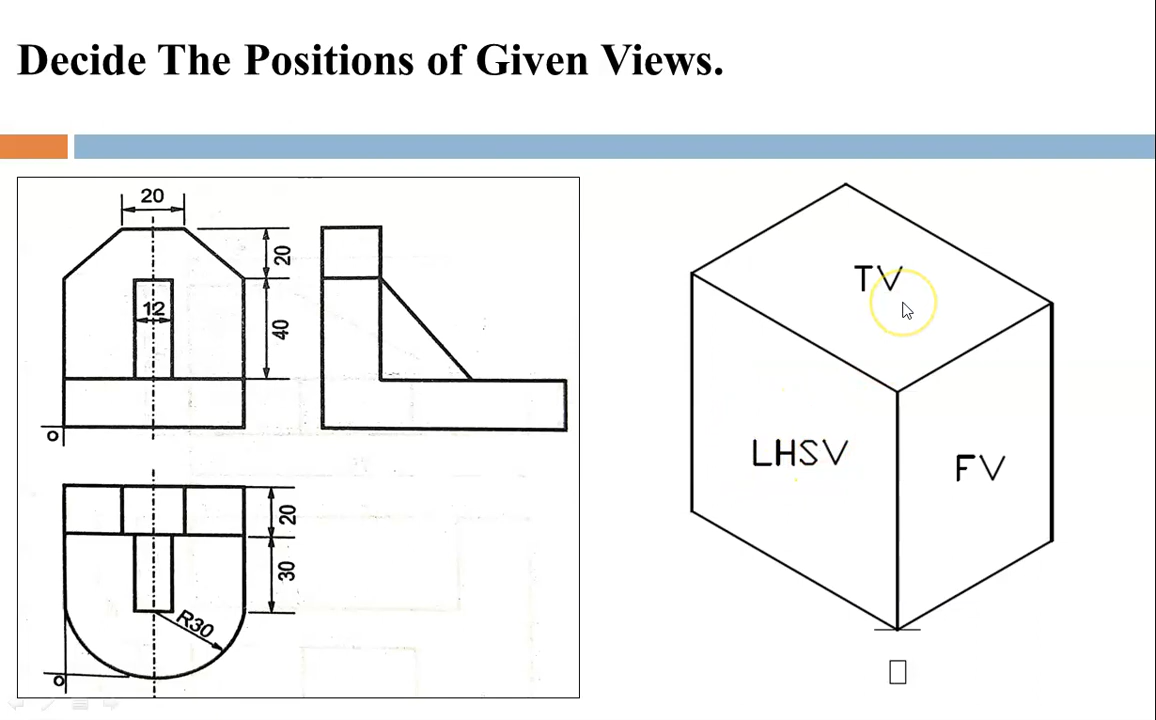 Decide The Positions of Given Views.
20
20
12
40
O
20
30
R30
O
TV
LHSV
FV